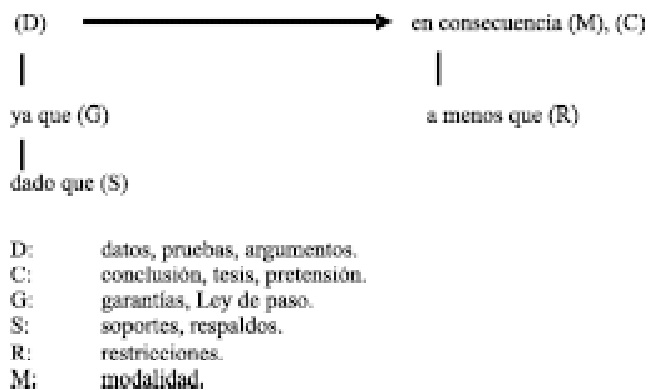 (D) en consecuencia (M), (C)
ya que (G) a menos que (R)
dado que (S)
D: datos, pruebas, argumentos.
C: conclusión, tesis, pretensión.
G: garantías, Ley de paso.
S: soportes, respaldos.
R: restricciones.
M: modalidad.